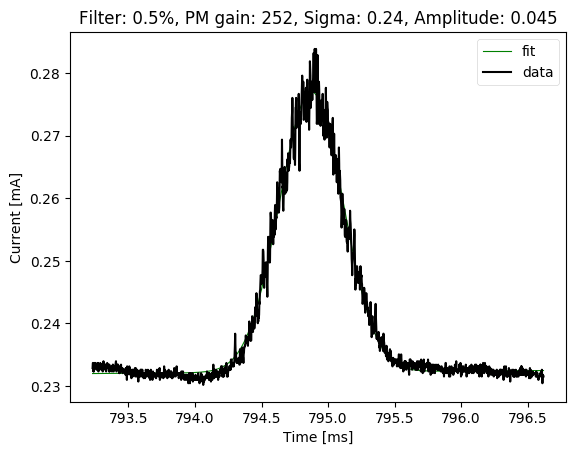 Filter: 0.5%, PM gain: 252, Sigma: 0.24, Amplitude: 0.045
fit
data
0.28
0.27
0.26
0.25
0.24
0.23
Current [mA]
793.5 794.0 794.5 795.0 795.5 796.0 796.5
Time [ms]